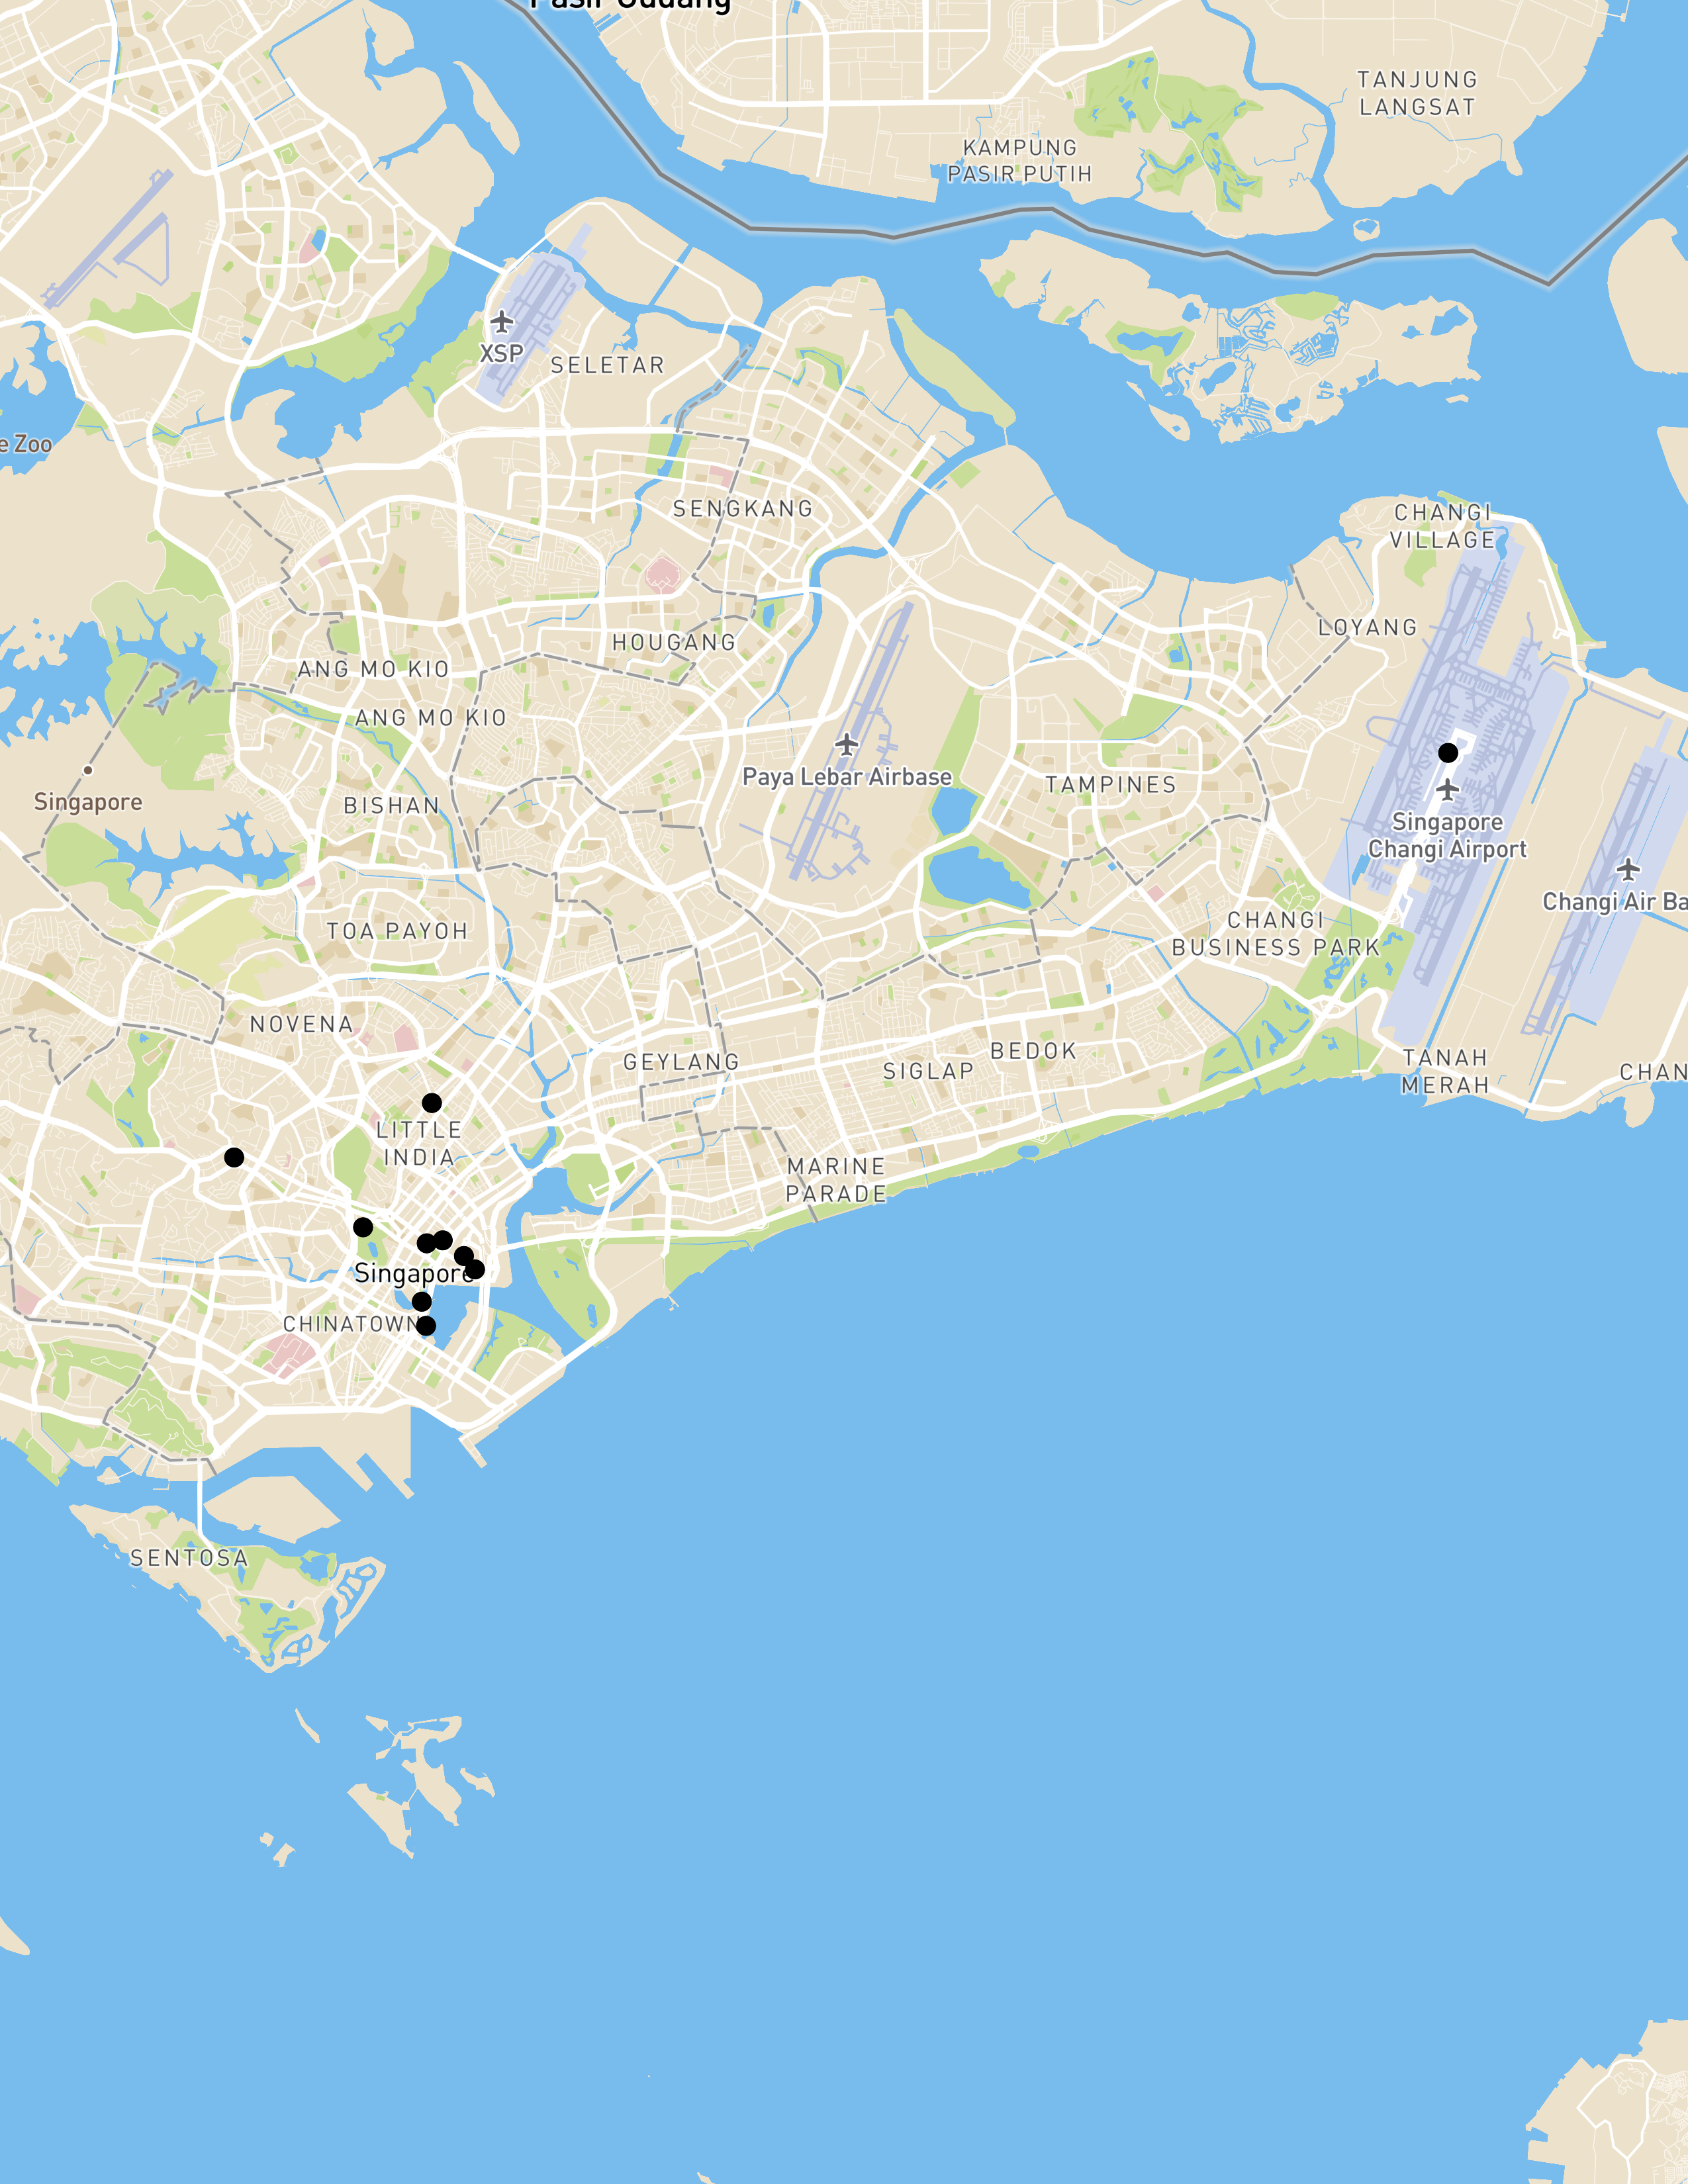 Pasir Gudang
TANJUNG
LANGSAT
KAMPUNG
PASIR PUTIH
XSP
SELETAR
e Zoo
SENGKANG
CHANGI
VILLAGE
LOYANG
HOUGANG
ANG MO KIO
ANG MO KIO
Paya Lebar Airbase
TAMPINES
Singapore
BISHAN
Singapore
Changi Airport
Changi Air Ba
TOA PAYOH
CHANGI
BUSINESS PARK
NOVENA
GEYLANG
SIGLAP
BEDOK
TANAH
MERAH
CHAN
LITTLE
INDIA
MARINE
PARADE
Singapore
CHINATOWN
SENTOSA